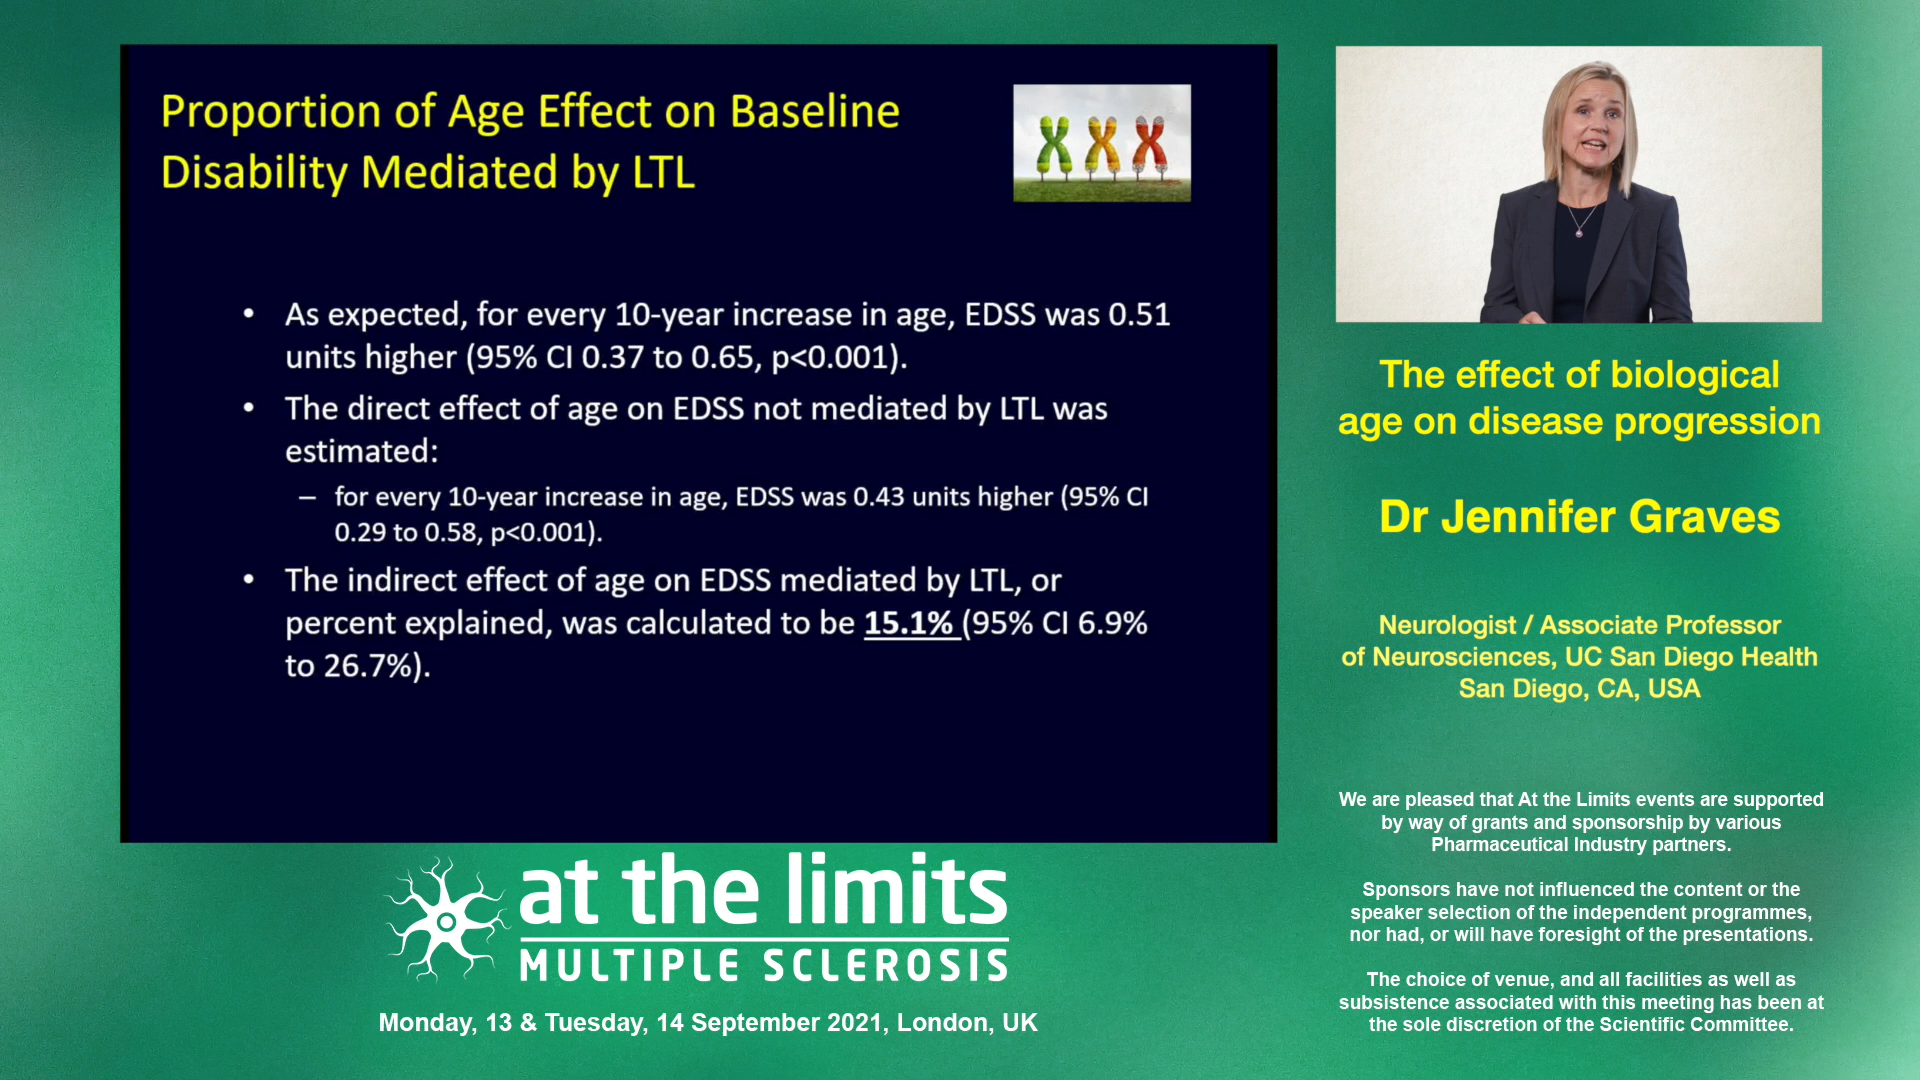 Proportion of Age Effect on Baseline
Disability Mediated by LTL
• As expected, for every 10-year increase in age, EDSS was 0.51
units higher (95% CI 0.37 to 0.65, p<0.001).
• The direct effect of age on EDSS not mediated by LTL was
estimated:
– for every 10-year increase in age, EDSS was 0.43 units higher (95% CI
0.29 to 0.58, p<0.001).
• The indirect effect of age on EDSS mediated by LTL, or
percent explained, was calculated to be 15.1% (95% CI 6.9%
to 26.7%).
The effect of biological
age on disease progression
Dr Jennifer Graves
Neurologist / Associate Professor
of Neurosciences, UC San Diego Health
San Diego, CA, USA
We are pleased that At the Limits events are supported
by way of grants and sponsorship by various
Pharmaceutical Industry partners.
Sponsors have not influenced the content or the
speaker selection of the independent programmes,
nor had, or will have foresight of the presentations.
The choice of venue, and all facilities as well as
subsistence associated with this meeting has been at
the sole discretion of the Scientific Committee.
at the limits
MULTIPLE SCLEROSIS
Monday, 13 & Tuesday, 14 September 2021, London, UK